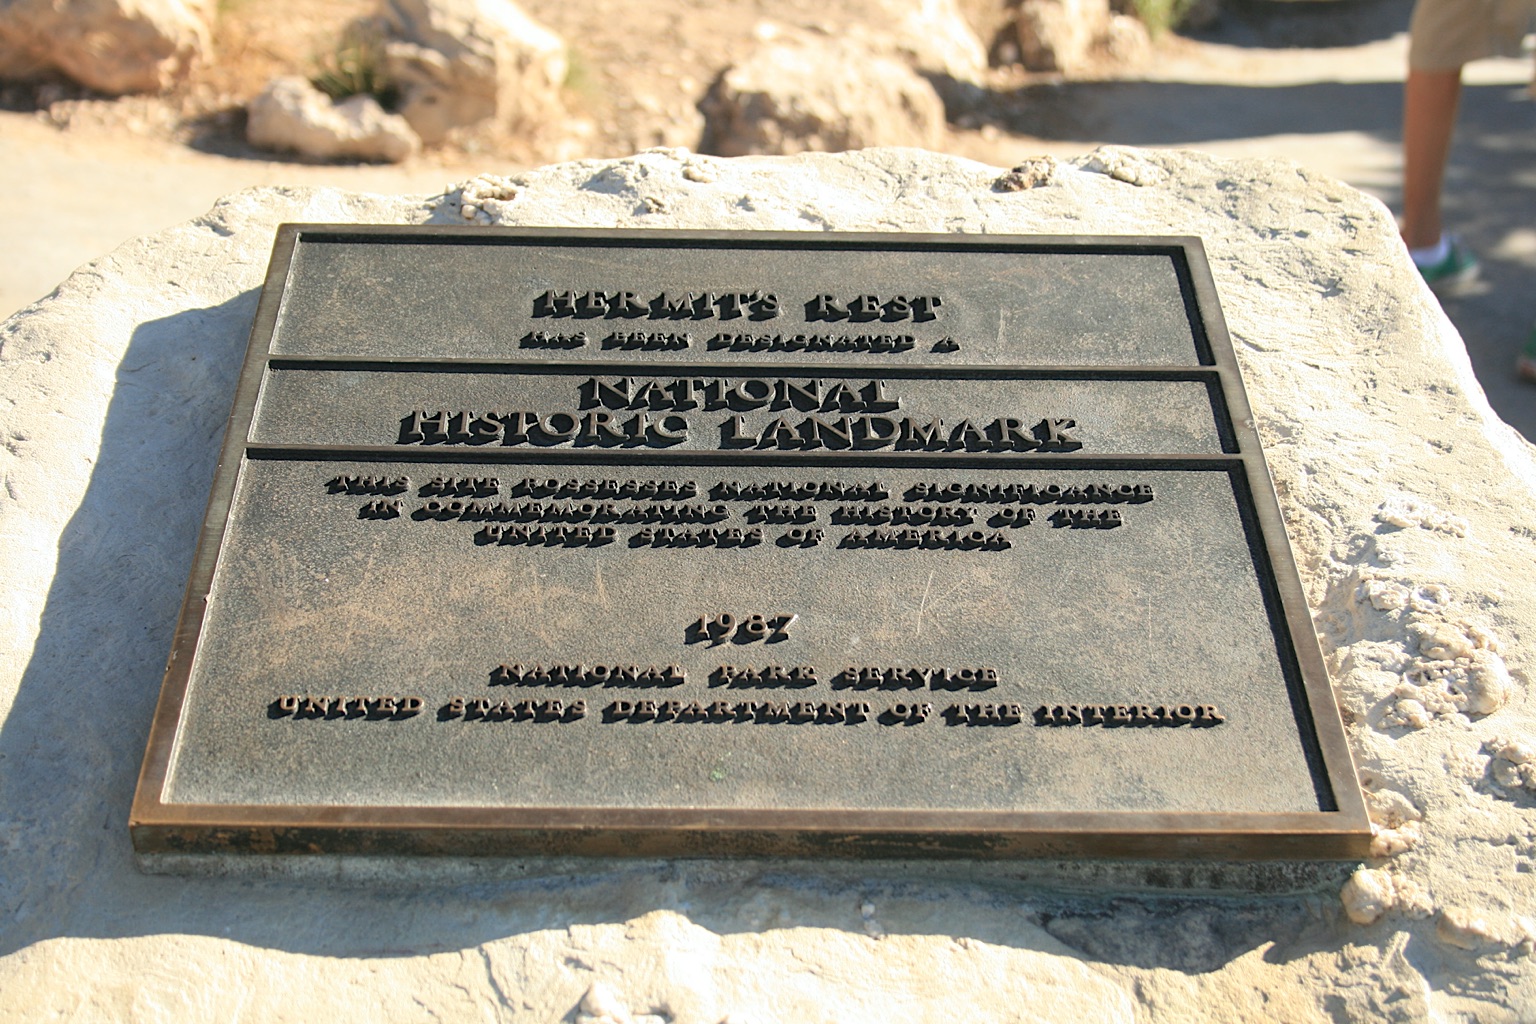 HERMIT'S REST
HAS BEEN DESIGNATED A
NATIONAL
HISTORIC LANDMARK
THIS SITE POSSESSES NATIONAL SIGNIFICANCE
IN COMMEMORATING THE HISTORY OF THE
UNITED STATES OF AMERICA
1987
NATIONAL PARK SERVICE
UNITED STATES DEPARTMENT OF THE INTERIOR